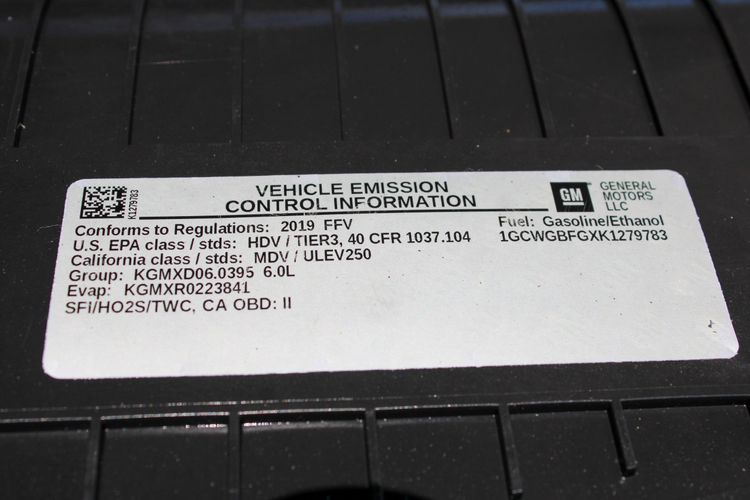 K1279783
VEHICLE EMISSION
CONTROL INFORMATION
GM
GENERAL
MOTORS
LLC
Conforms to Regulations: 2019 FFV
Fuel: Gasoline/Ethanol
U.S. EPA class / stds: HDV / TIER3, 40 CFR 1037.104
1GCWGBFGXK1279783
California class / stds: MDV / ULEV250
Group: KGMXD06.0395 6.0L
Evap: KGMXR0223841
SFI/HO2S/TWC, CA OBD: II